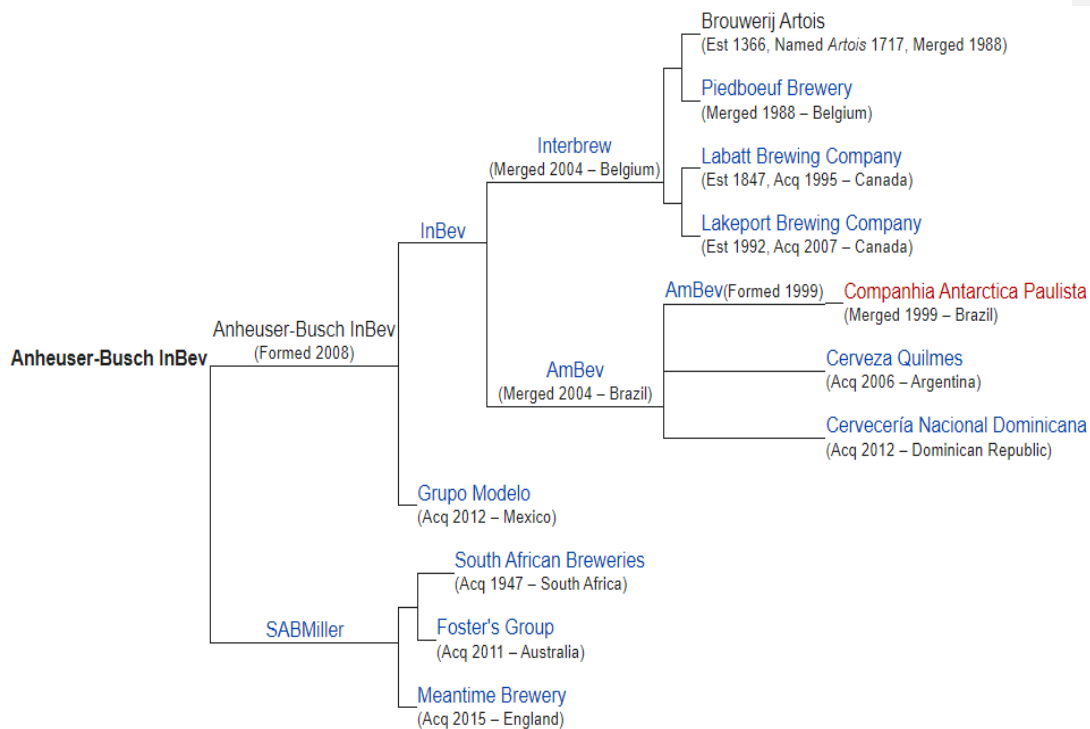 Brouwerij Artois
(Est 1366, Named Artois 1717, Merged 1988)
Piedboeuf Brewery
(Merged 1988 – Belgium)
Interbrew
(Merged 2004 – Belgium)
Labatt Brewing Company
(Est 1847, Acq 1995 – Canada)
Lakeport Brewing Company
(Est 1992, Acq 2007 – Canada)
InBev
AmBev(Formed 1999)
Companhia Antarctica Paulista
(Merged 1999 – Brazil)
Anheuser-Busch InBev
(Formed 2008)
Anheuser-Busch InBev
AmBev
(Merged 2004 – Brazil)
Cerveza Quilmes
(Acq 2006 – Argentina)
Cervecería Nacional Dominicana
(Acq 2012 – Dominican Republic)
Grupo Modelo
(Acq 2012 – Mexico)
South African Breweries
(Acq 1947 – South Africa)
SABMiller
Foster's Group
(Acq 2011 – Australia)
Meantime Brewery
(Acq 2015 – England)